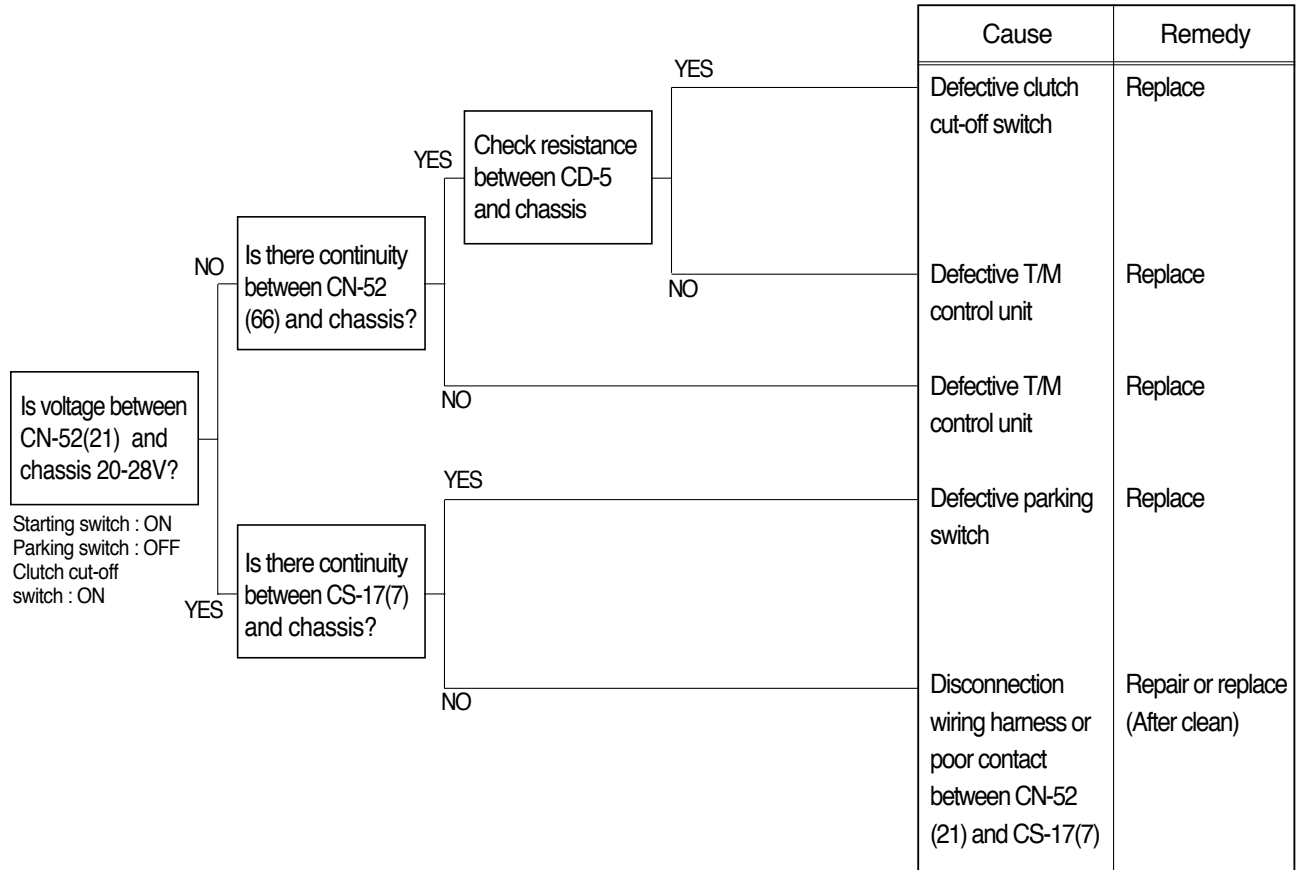 Cause
Remedy
YES
Defective clutch
cut-off switch
Replace
YES
Check resistance
between CD-5
and chassis
NO
Is there continuity
between CN-52
(66) and chassis?
NO
Defective T/M
control unit
Replace
NO
Defective T/M
control unit
Replace
Is voltage between
CN-52(21) and
chassis 20-28V?
Starting switch : ON
Parking switch : OFF
Clutch cut-off
switch : ON
YES
Is there continuity
between CS-17(7)
and chassis?
YES
Defective parking
switch
Replace
NO
Disconnection
wiring harness or
poor contact
between CN-52
(21) and CS-17(7)
Repair or replace
(After clean)